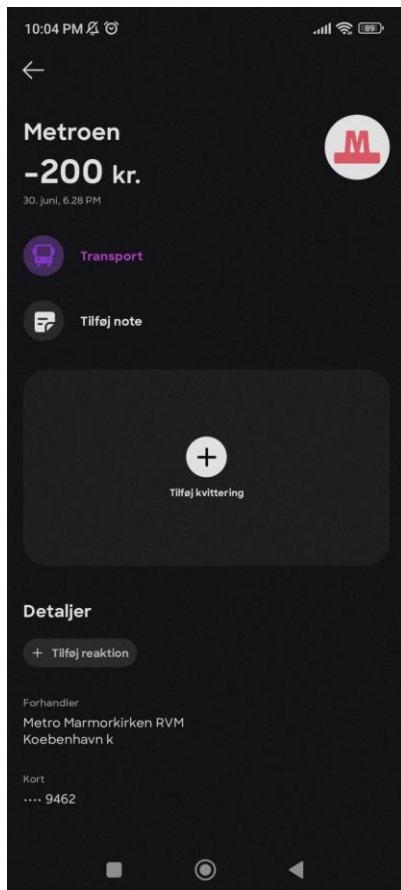 10:04 PM
89
Metroen
M
-200 kr.
30. juni, 6.28 PM
Transport
Tilføj note
Tilføj kvittering
Detaljer
+ Tilføj reaktion
Forhandler
Metro Marmorkirken RVM
Koebenhavn k
Kort
···· 9462